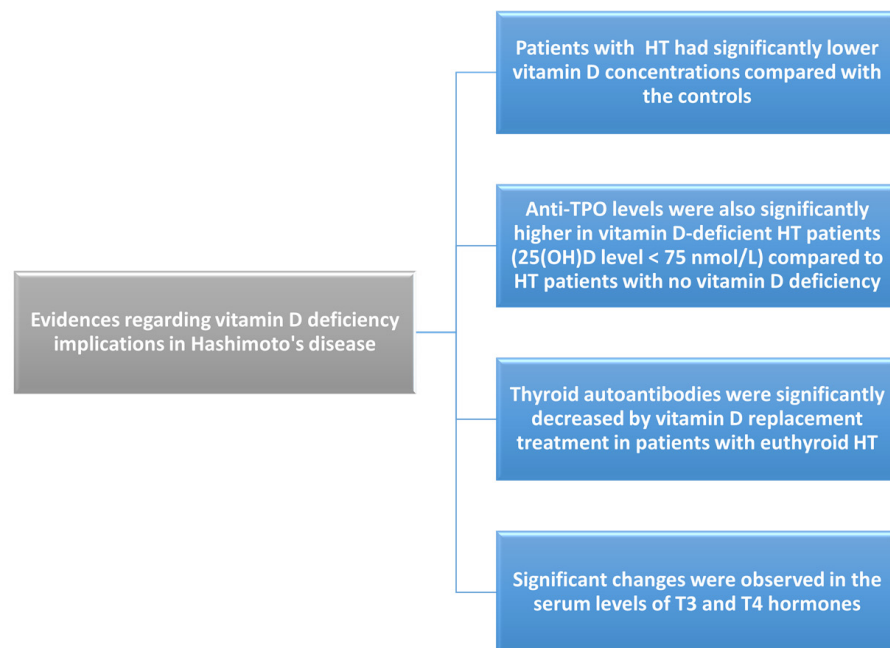 Patients with HT had significantly lower
vitamin D concentrations compared with
the controls
Anti-TPO levels were also significantly
higher in vitamin D-deficient HT patients
(25(OH)D level < 75 nmol/L) compared to
HT patients with no vitamin D deficiency
Evidences regarding vitamin D deficiency
implications in Hashimoto's disease
Thyroid autoantibodies were significantly
decreased by vitamin D replacement
treatment in patients with euthyroid HT
Significant changes were observed in the
serum levels of T3 and T4 hormones